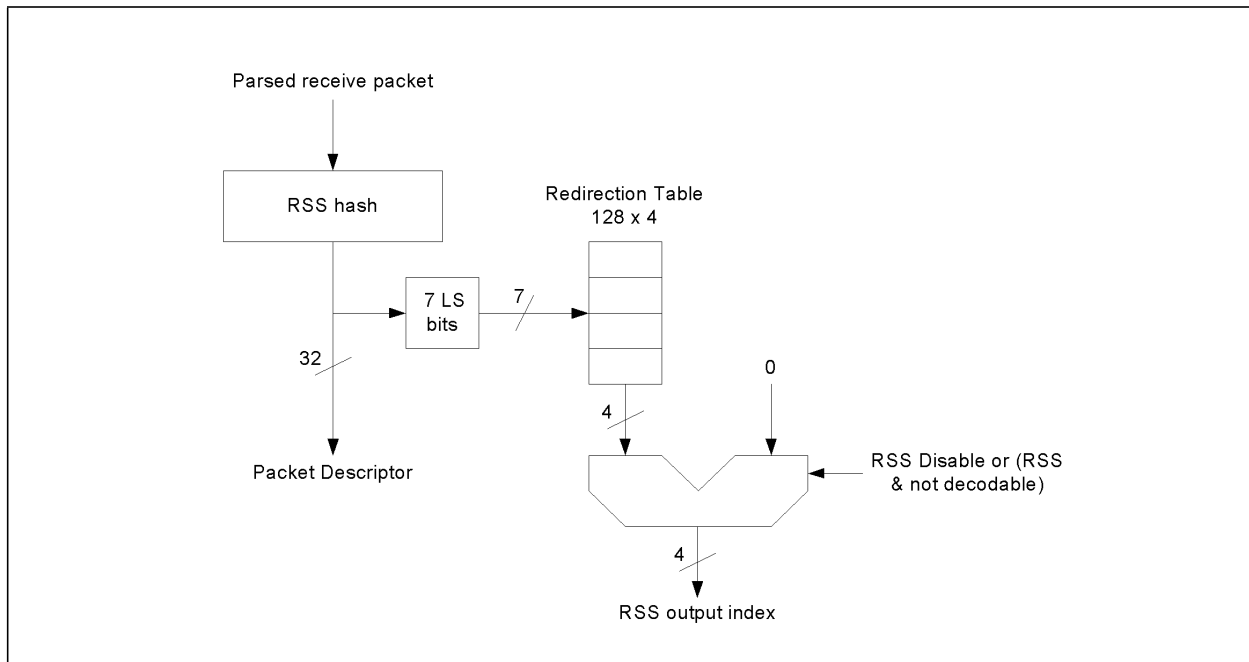 Parsed receive packet
RSS hash
Redirection Table
128 x 4
7 LS
bits
7
32
0
4
Packet Descriptor
RSS Disable or (RSS
& not decodable)
4
RSS output index